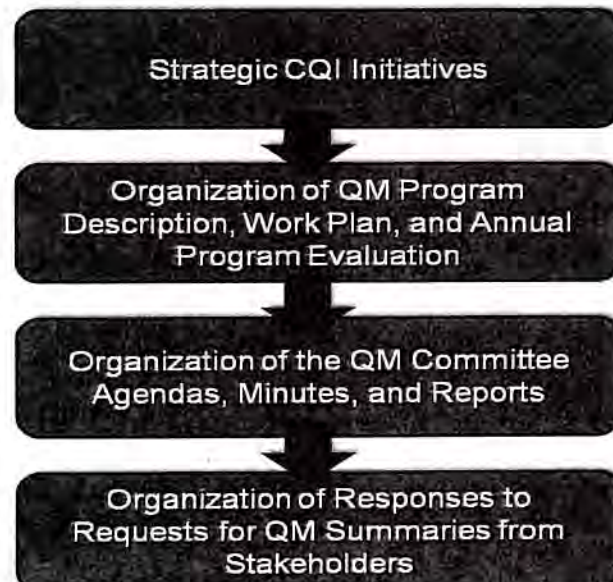 Strategic CQI Initiatives
Organization of QM Program
Description, Work Plan, and Annual
Program Evaluation
Organization of the QM Committee
Agendas, Minutes, and Reports
Organization of Responses to
Requests for QM Summaries from
Stakeholders